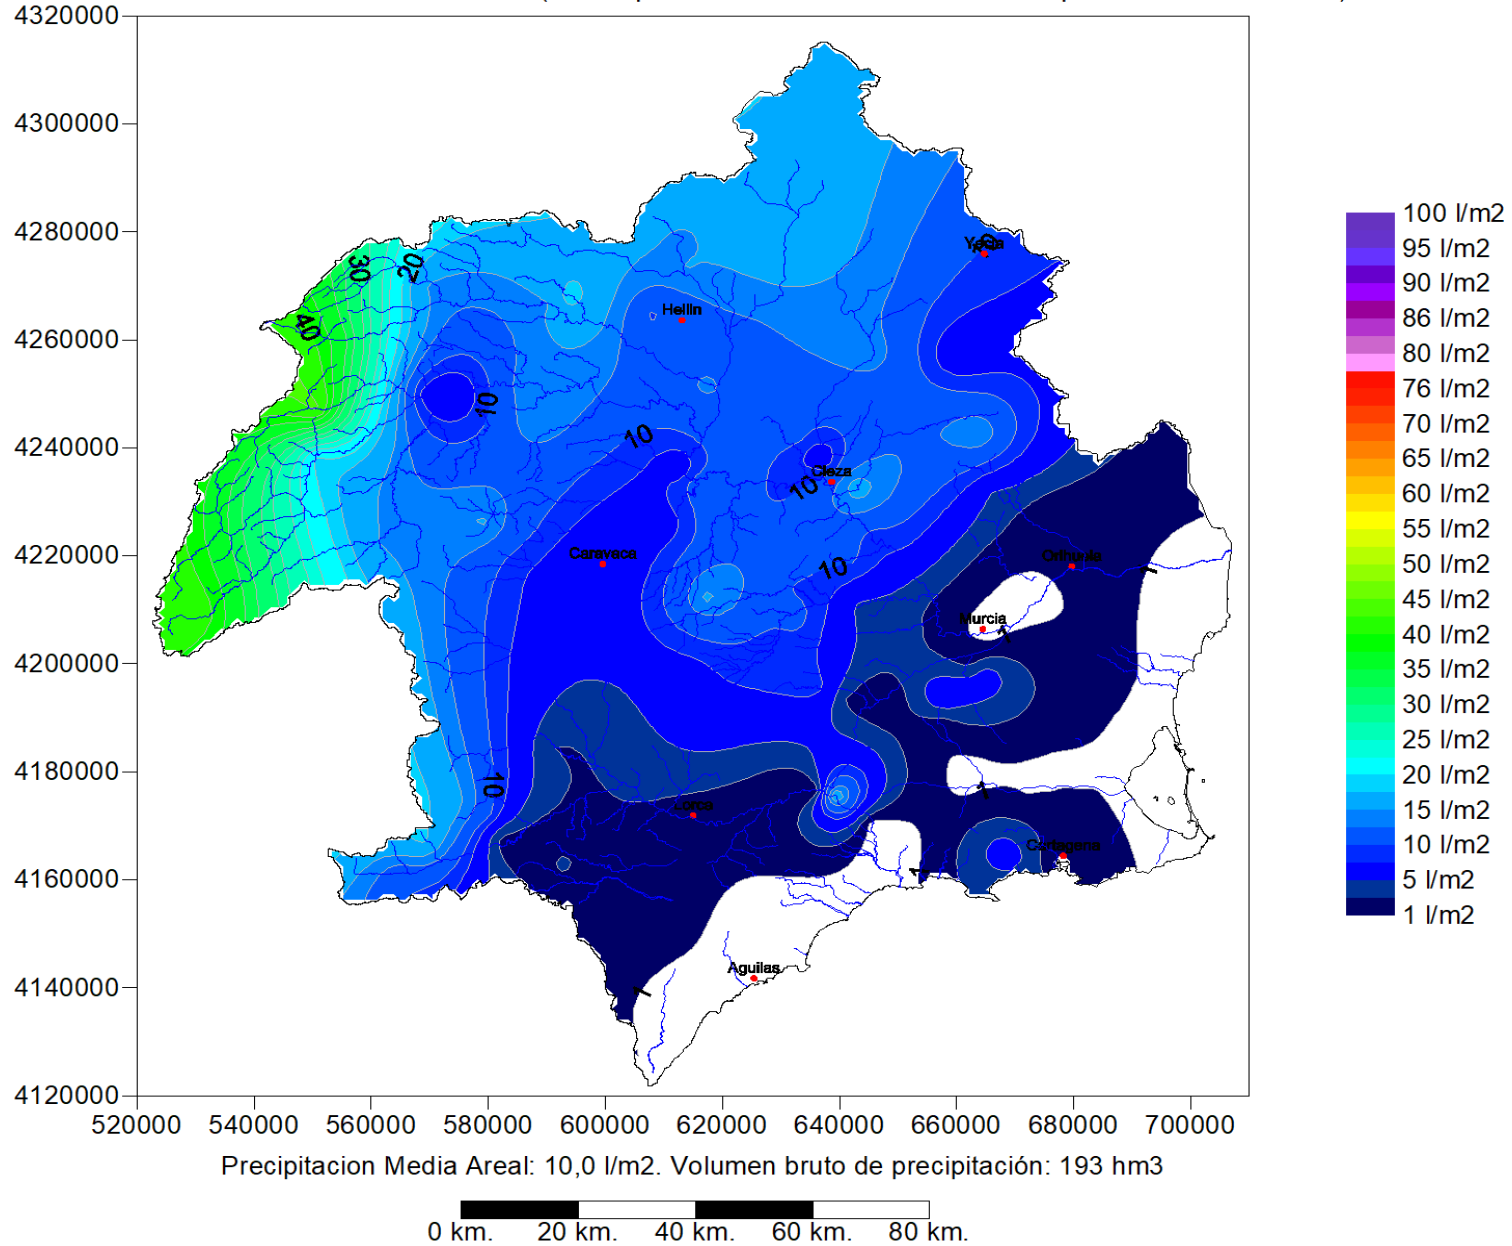 4320000
4300000
4280000
4260000
4240000
4220000
4200000
4180000
4160000
4140000
4120000
520000 540000 560000 580000 600000 620000 640000 660000 680000 700000
30
20
40
10
10
10
10
10
1
1
1
1
1
Yecla
Hellin
Cieza
Caravaca
Orihuela
Murcia
Lorca
Cartagena
Aguilas
100 l/m2
95 l/m2
90 l/m2
86 l/m2
80 l/m2
76 l/m2
70 l/m2
65 l/m2
60 l/m2
55 l/m2
50 l/m2
45 l/m2
40 l/m2
35 l/m2
30 l/m2
25 l/m2
20 l/m2
15 l/m2
10 l/m2
5 l/m2
1 l/m2
Precipitacion Media Areal: 10,0 l/m2. Volumen bruto de precipitación: 193 hm3
0 km. 20 km. 40 km. 60 km. 80 km.